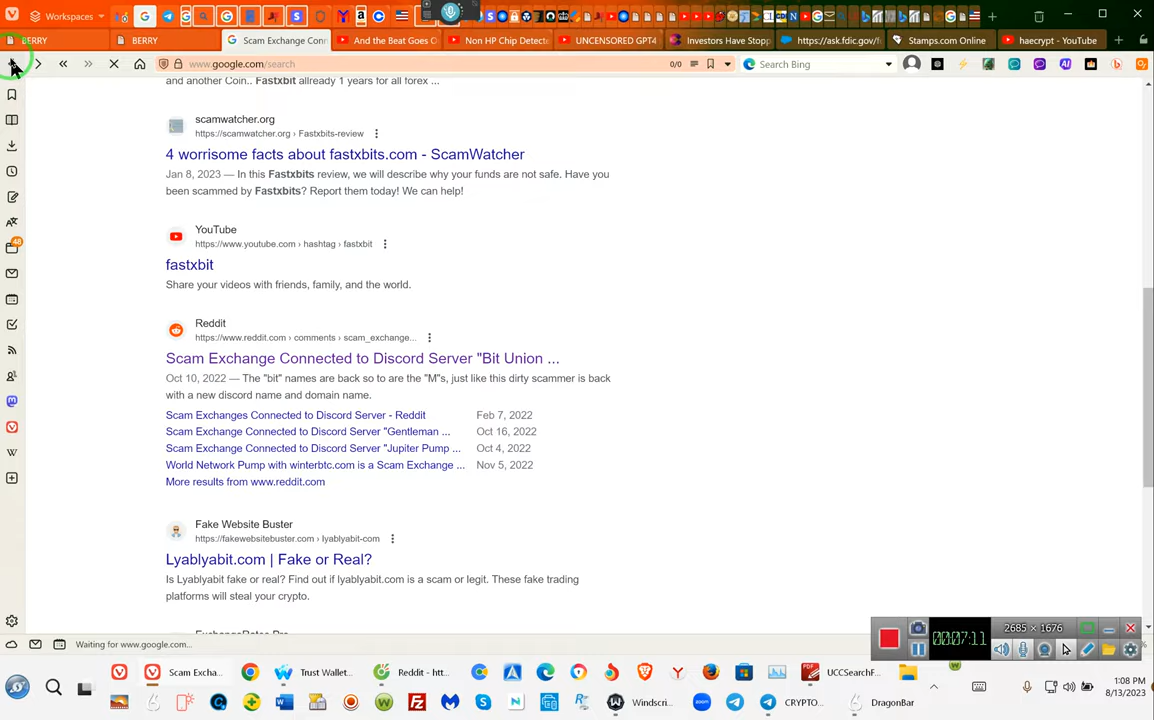 Workspaces
BERRY
BERRY
Scam Exchange Conn
And the Beat Goes O
Non HP Chip Detecte
UNCENSORED GPT4
Investors Have Stopp
https://ask.fdic.gov/f
Stamps.com Online
haecrypt - YouTube
www.google.com/search
0/0
Search Bing
and another Coin.. Fastxbit allready 1 years for all forex ...
scamwatcher.org
https://scamwatcher.org › Fastxbits-review
4 worrisome facts about fastxbits.com - ScamWatcher
Jan 8, 2023 — In this Fastxbits review, we will describe why your funds are not safe. Have you
been scammed by Fastxbits? Report them today! We can help!
YouTube
https://www.youtube.com › hashtag › fastxbit
fastxbit
Share your videos with friends, family, and the world.
Reddit
https://www.reddit.com › comments › scam_exchange...
Scam Exchange Connected to Discord Server "Bit Union ...
Oct 10, 2022 — The "bit" names are back so to are the "M"s, just like this dirty scammer is back
with a new discord name and domain name.
Scam Exchanges Connected to Discord Server - Reddit Feb 7, 2022
Scam Exchange Connected to Discord Server "Gentleman ... Oct 16, 2022
Scam Exchange Connected to Discord Server "Jupiter Pump ... Oct 4, 2022
World Network Pump with winterbtc.com is a Scam Exchange ... Nov 5, 2022
More results from www.reddit.com
Fake Website Buster
https://fakewebsitebuster.com › lyablyabit-com
Lyablyabit.com | Fake or Real?
Is Lyablyabit fake or real? Find out if lyablyabit.com is a scam or legit. These fake trading
platforms will steal your crypto.
Waiting for www.google.com...
00:07:11
2685 × 1676
Scam Excha...
Trust Wallet...
Reddit - htt...
UCCSearchF...
Windscri...
CRYPTO...
DragonBar
1:08 PM
8/13/2023